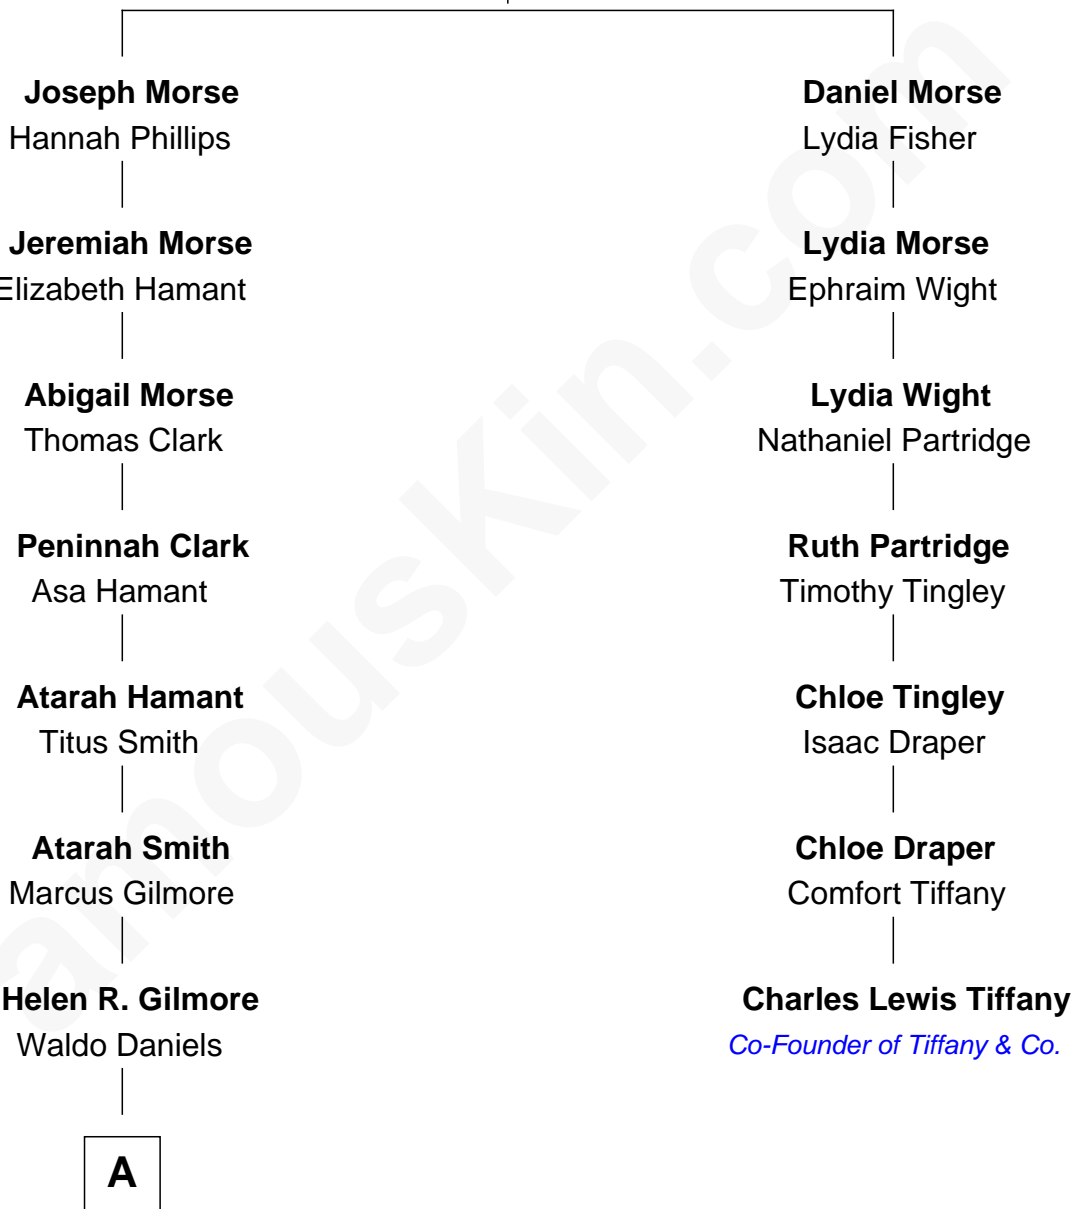 Joseph Morse
Hannah Phillips
Jeremiah Morse
Elizabeth Hamant
Abigail Morse
Thomas Clark
Peninnah Clark
Asa Hamant
Atarah Hamant
Titus Smith
Atarah Smith
Marcus Gilmore
Helen R. Gilmore
Waldo Daniels
A
Daniel Morse
Lydia Fisher
Lydia Morse
Ephraim Wight
Lydia Wight
Nathaniel Partridge
Ruth Partridge
Timothy Tingley
Chloe Tingley
Isaac Draper
Chloe Draper
Comfort Tiffany
Charles Lewis Tiffany
Co-Founder of Tiffany & Co.
amouskin.com